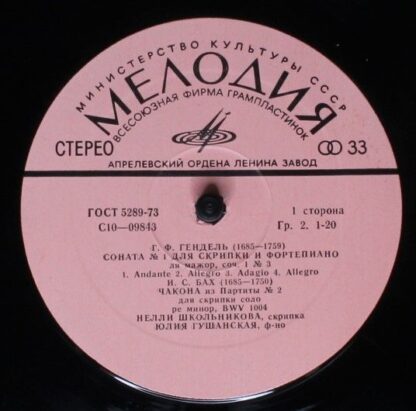 МИНИСТЕРСТВО КУЛЬТУРЫ СССР
МЕЛОДИЯ
ВСЕСОЮЗНАЯ ФИРМА ГРАМПЛАСТИНОК
СТЕРЕО 33
АПРЕЛЕВСКИЙ ОРДЕНА ЛЕНИНА ЗАВОД
ГОСТ 5289-73 1 сторона
С10—09843 Гр. 2. 1-20
Г. Ф. ГЕНДЕЛЬ (1685—1759)
СОНАТА № 1 ДЛЯ СКРИПКИ И ФОРТЕПИАНО
ля мажор, соч. 1 № 3
1. Andante 2. Allegro 3. Adagio 4. Allegro
И. С. БАХ (1685—1750)
ЧАКОНА из Партиты № 2
для скрипки соло
ре минор, BWV 1004
НЕЛЛИ ШКОЛЬНИКОВА, скрипка
ЮЛИЯ ГУШАНСКАЯ, ф-но